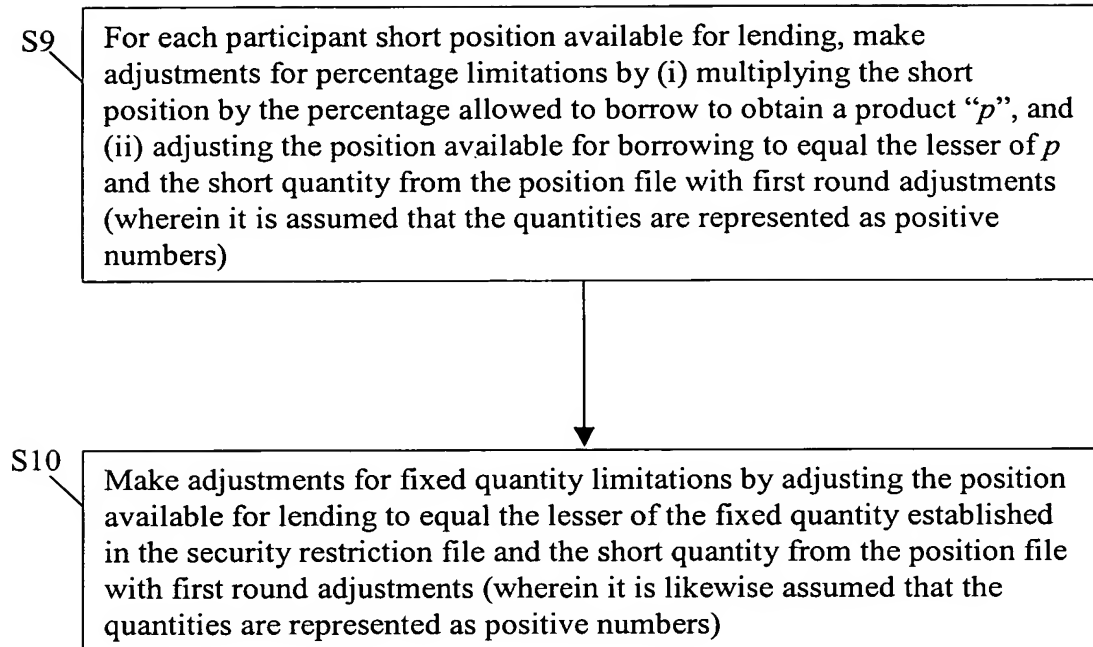 S9
For each participant short position available for lending, make
adjustments for percentage limitations by (i) multiplying the short
position by the percentage allowed to borrow to obtain a product “p”, and
(ii) adjusting the position available for borrowing to equal the lesser of p
and the short quantity from the position file with first round adjustments
(wherein it is assumed that the quantities are represented as positive
numbers)
S10
Make adjustments for fixed quantity limitations by adjusting the position
available for lending to equal the lesser of the fixed quantity established
in the security restriction file and the short quantity from the position file
with first round adjustments (wherein it is likewise assumed that the
quantities are represented as positive numbers)